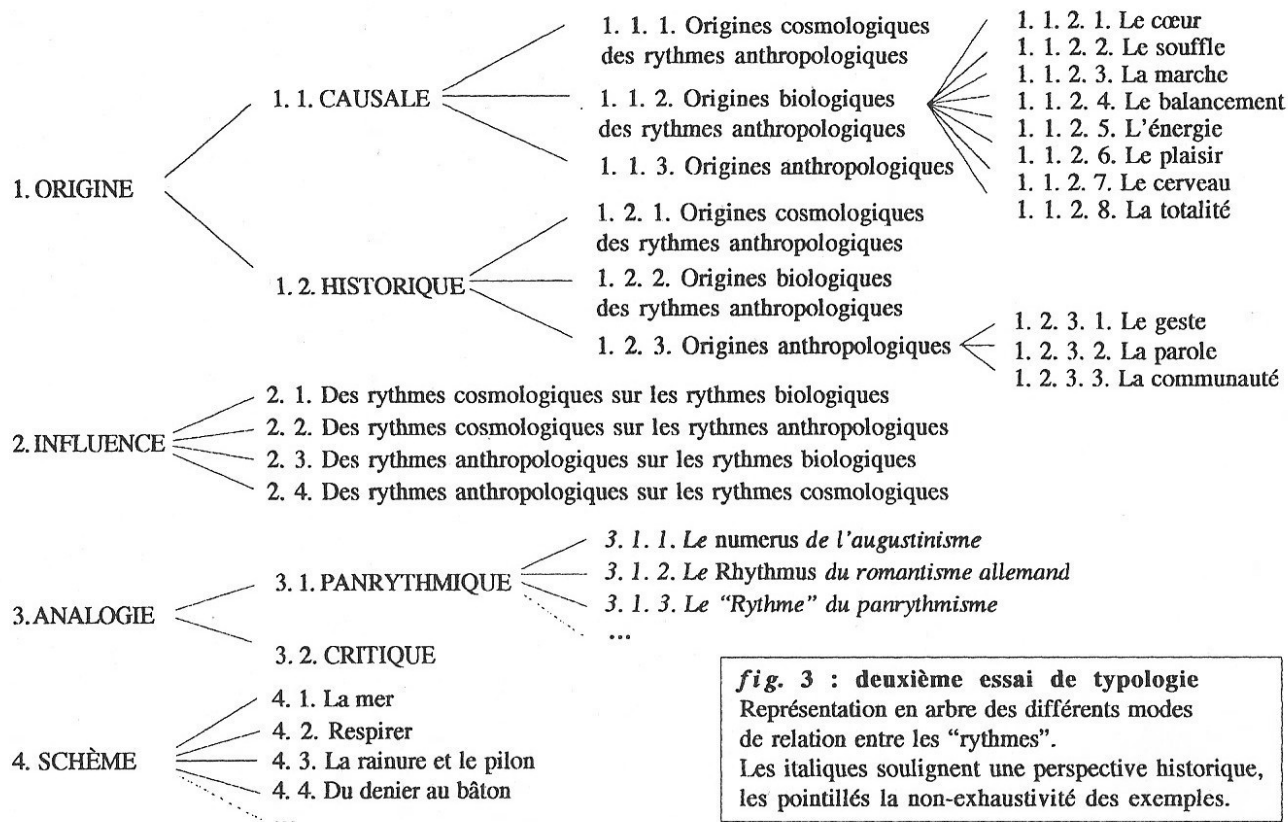 1. ORIGINE
1. 1. CAUSALE
1. 1. 1. Origines cosmologiques
des rythmes anthropologiques
1. 1. 2. Origines biologiques
des rythmes anthropologiques
1. 1. 2. 1. Le cœur
1. 1. 2. 2. Le souffle
1. 1. 2. 3. La marche
1. 1. 2. 4. Le balancement
1. 1. 2. 5. L'énergie
1. 1. 2. 6. Le plaisir
1. 1. 2. 7. Le cerveau
1. 1. 2. 8. La totalité
1. 1. 3. Origines anthropologiques
1. 2. HISTORIQUE
1. 2. 1. Origines cosmologiques
des rythmes anthropologiques
1. 2. 2. Origines biologiques
des rythmes anthropologiques
1. 2. 3. Origines anthropologiques
1. 2. 3. 1. Le geste
1. 2. 3. 2. La parole
1. 2. 3. 3. La communauté
2. INFLUENCE
2. 1. Des rythmes cosmologiques sur les rythmes biologiques
2. 2. Des rythmes cosmologiques sur les rythmes anthropologiques
2. 3. Des rythmes anthropologiques sur les rythmes biologiques
2. 4. Des rythmes anthropologiques sur les rythmes cosmologiques
3. ANALOGIE
3. 1. PANRYTHMIQUE
3. 1. 1. Le numerus de l'augustinisme
3. 1. 2. Le Rhythmus du romantisme allemand
3. 1. 3. Le “Rythme” du panrythmisme
...
3. 2. CRITIQUE
4. SCHÈME
4. 1. La mer
4. 2. Respirer
4. 3. La rainure et le pilon
4. 4. Du denier au bâton
...
fig. 3 : deuxième essai de typologie
Représentation en arbre des différents modes
de relation entre les “rythmes”.
Les italiques soulignent une perspective historique,
les pointillés la non-exhaustivité des exemples.